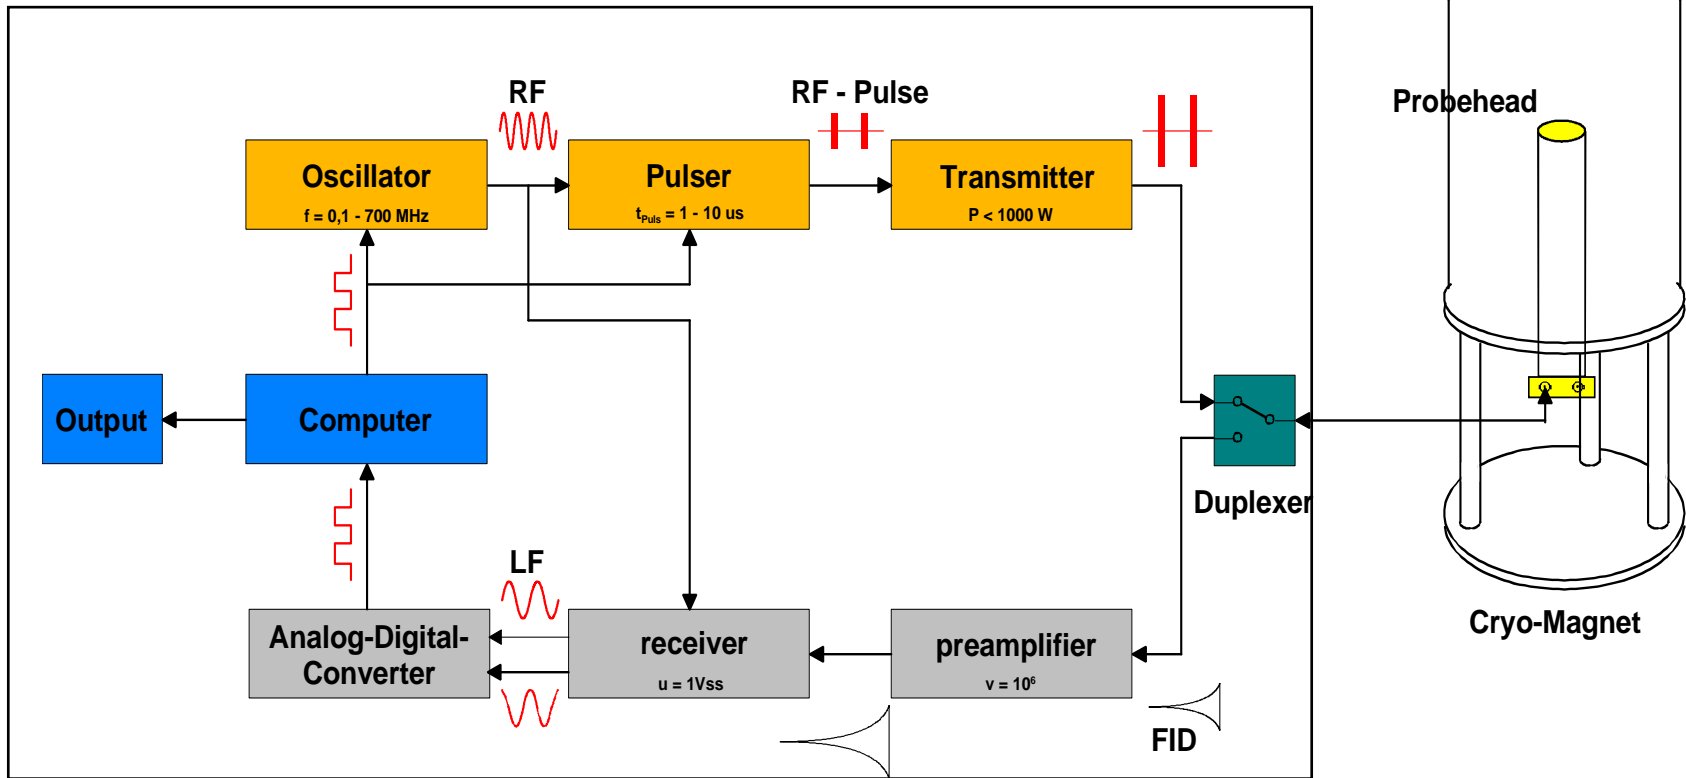 RF
RF - Pulse
Probehead
Oscillator
f = 0,1 - 700 MHz
Pulser
t_Puls = 1 - 10 us
Transmitter
P < 1000 W
Output
Computer
Duplexer
LF
Analog-Digital-
Converter
receiver
u = 1Vss
preamplifier
v = 10⁶
Cryo-Magnet
FID